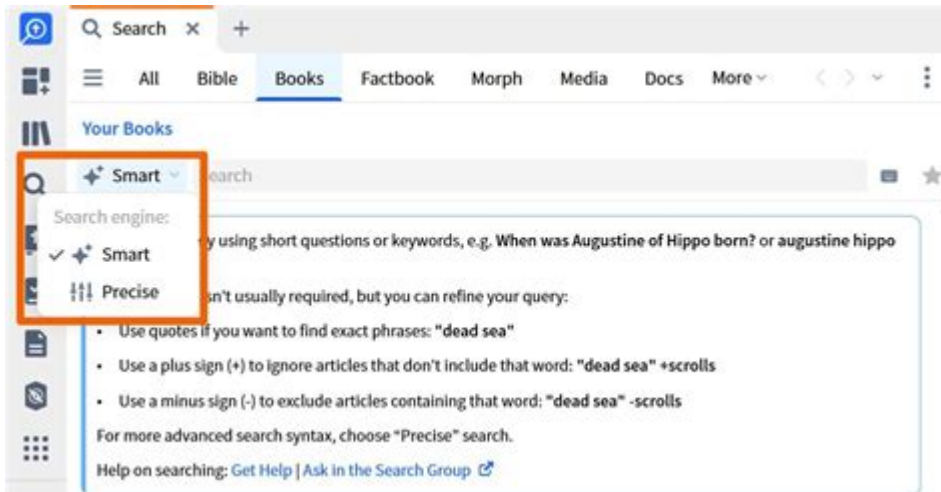 Search
All Bible Books Factbook Morph Media Docs More
Your Books
Smart
Search engine:
Smart
Precise
using short questions or keywords, e.g. When was Augustine of Hippo born? or augustine hippo
usually required, but you can refine your query:
• Use quotes if you want to find exact phrases: "dead sea"
• Use a plus sign (+) to ignore articles that don't include that word: "dead sea" +scrolls
• Use a minus sign (-) to exclude articles containing that word: "dead sea" -scrolls
For more advanced search syntax, choose "Precise" search.
Help on searching: Get Help | Ask in the Search Group